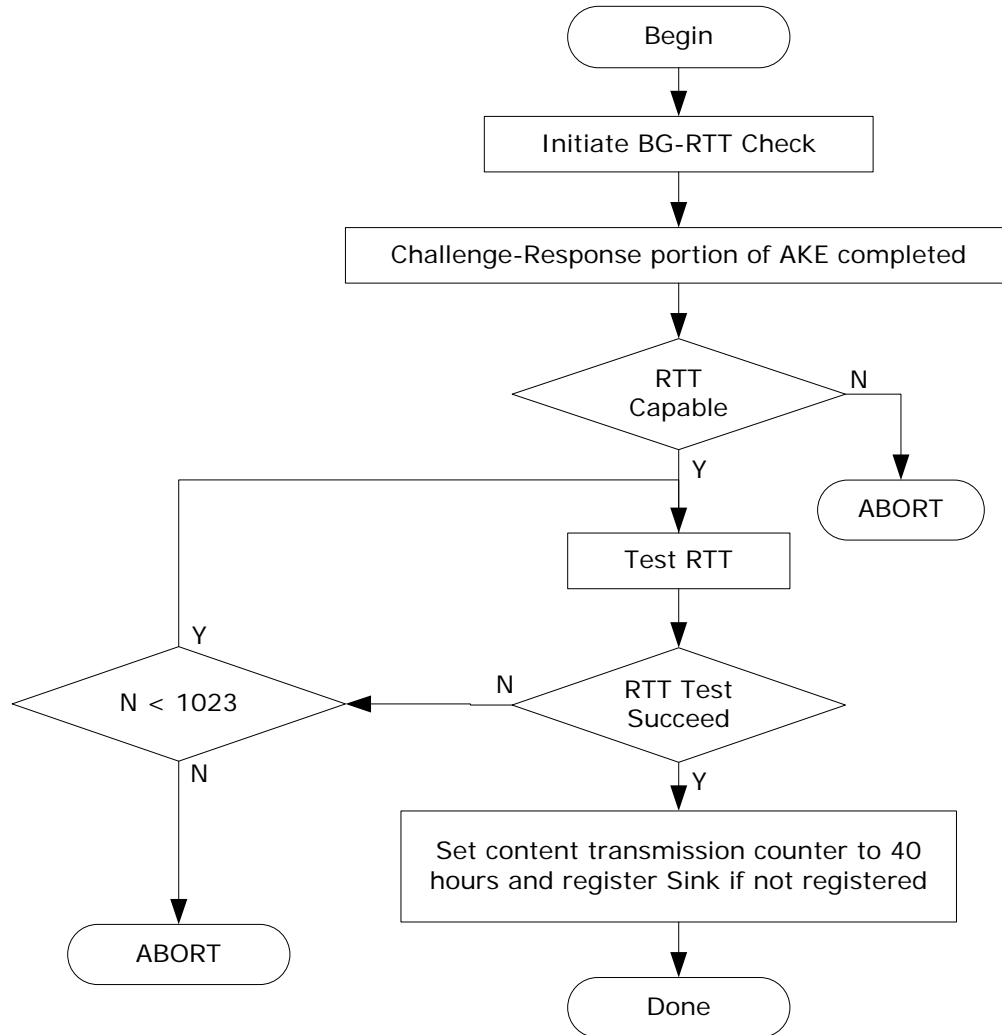 Begin
Initiate BG-RTT Check
Challenge-Response portion of AKE completed
RTT
Capable
N
Y
ABORT
Test RTT
Y
N < 1023
N
RTT Test
Succeed
N
Y
Set content transmission counter to 40
hours and register Sink if not registered
ABORT
Done